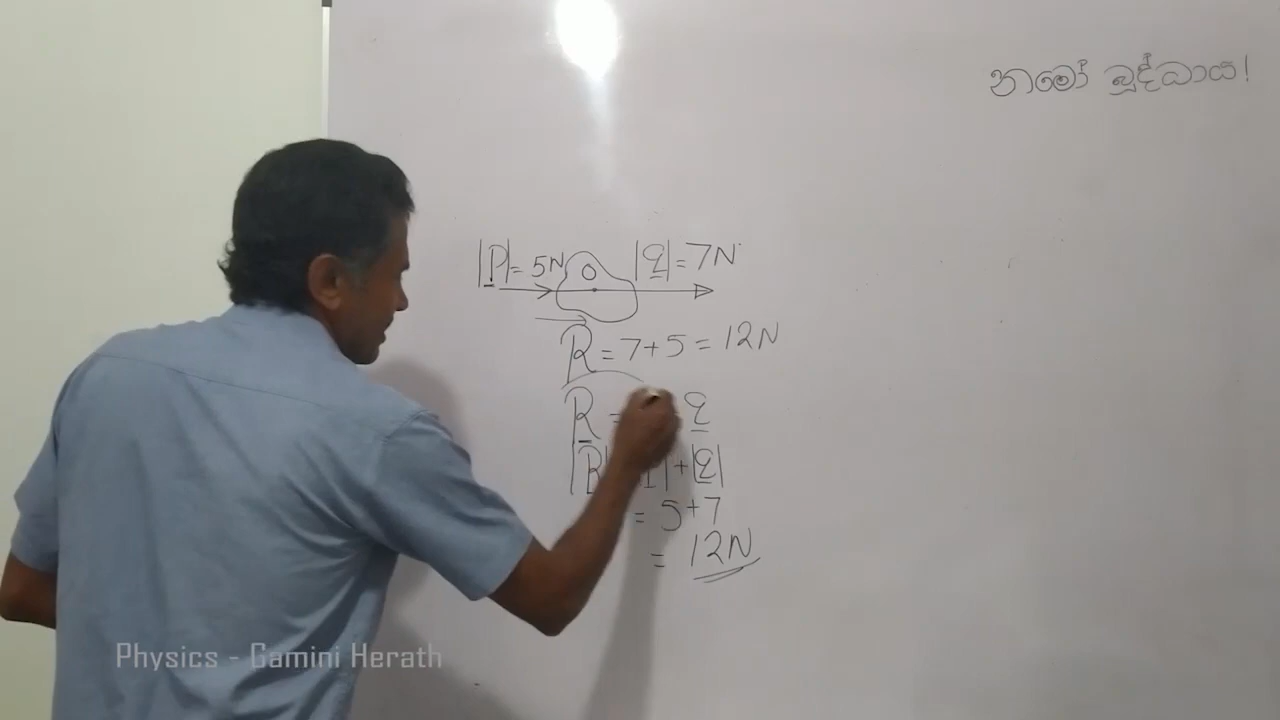 නමෝ බුද්ධාය!
|P| = 5N O |Q| = 7N
R = 7+5 = 12N
R = Q
|R| + |Q|
= 5+7
= 12N
Physics - Gamini Herath